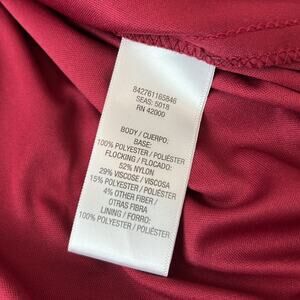 842761165846
SEAS: 5018
RN 42000
BODY / CUERPO:
BASE:
100% POLYESTER / POLIÉSTER
FLOCKING / FLOCADO:
52% NYLON
29% VISCOSE / VISCOSA
15% POLYESTER / POLIÉSTER
4% OTHER FIBER /
OTRAS FIBRA
LINING / FORRO:
100% POLYESTER / POLIÉSTER